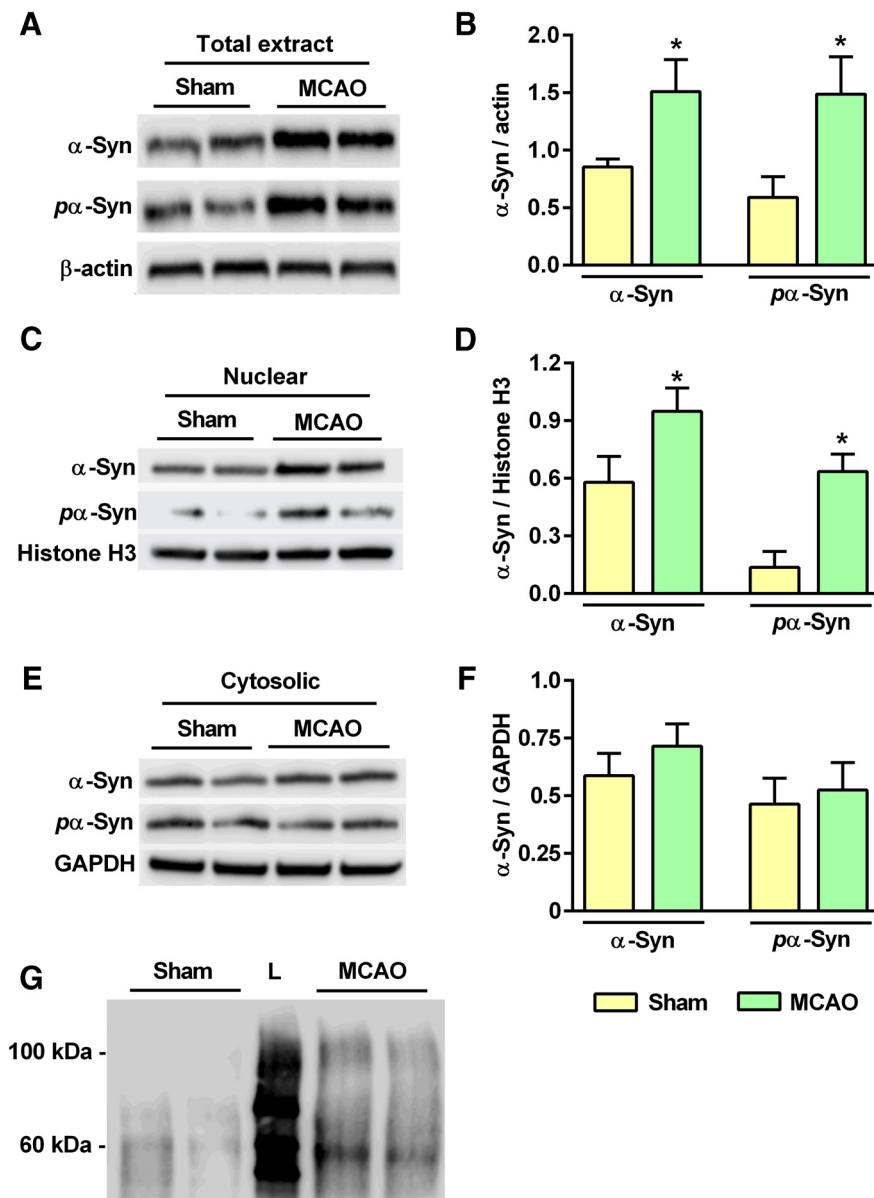 A
Total extract
Sham MCAO
α-Syn
pα-Syn
β-actin
B
α-Syn / actin
2.0
1.5
1.0
0.5
0.0
* *
α-Syn pα-Syn
C
Nuclear
Sham MCAO
α-Syn
pα-Syn
Histone H3
D
α-Syn / Histone H3
1.2
0.9
0.6
0.3
0.0
* *
α-Syn pα-Syn
E
Cytosolic
Sham MCAO
α-Syn
pα-Syn
GAPDH
F
α-Syn / GAPDH
1.0
0.75
0.5
0.25
0
α-Syn pα-Syn
Sham MCAO
G
Sham L MCAO
100 kDa -
60 kDa -